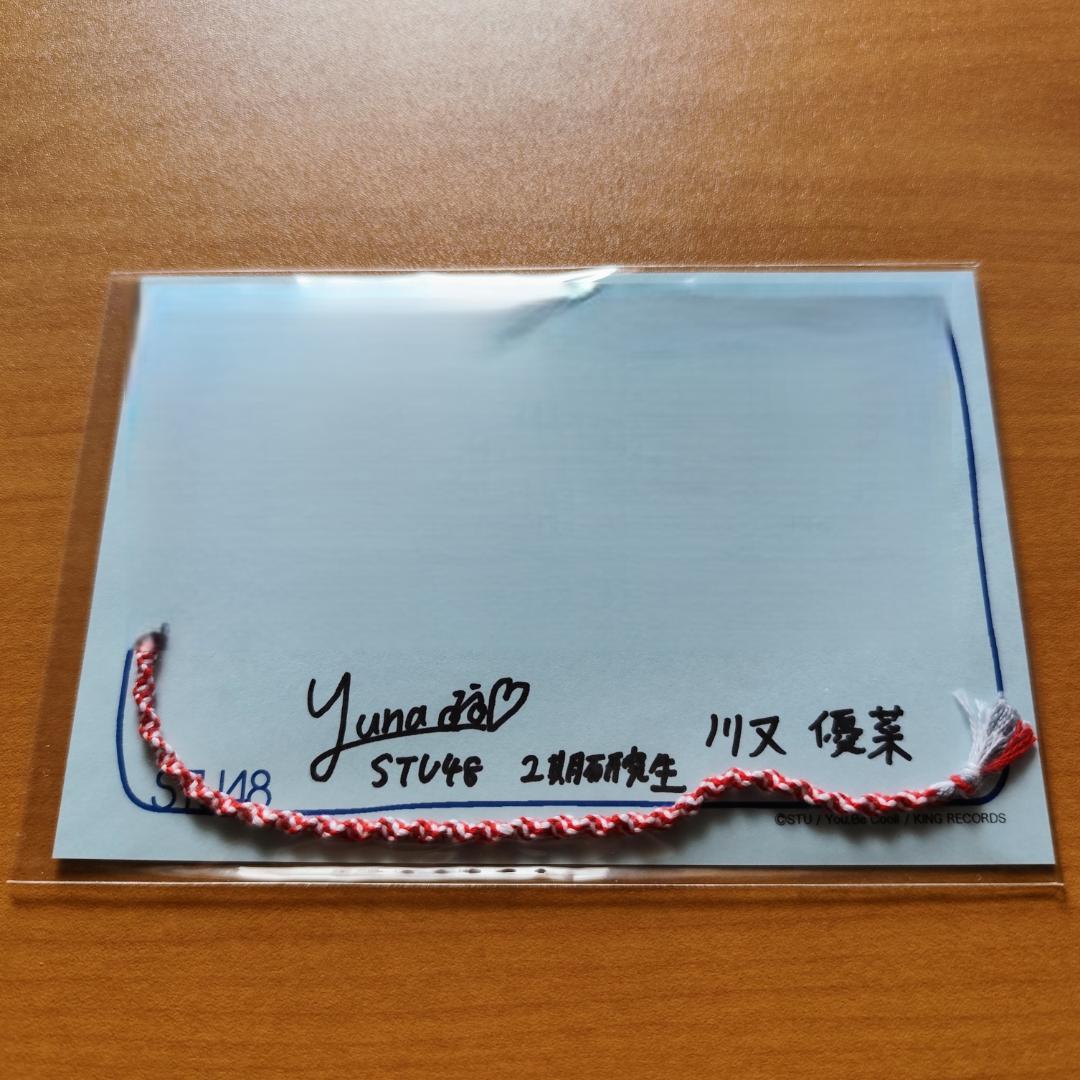 Yuna
STU48 2期研究生
川又 優菜
STU48
©STU / You, Be Cool! / KING RECORDS